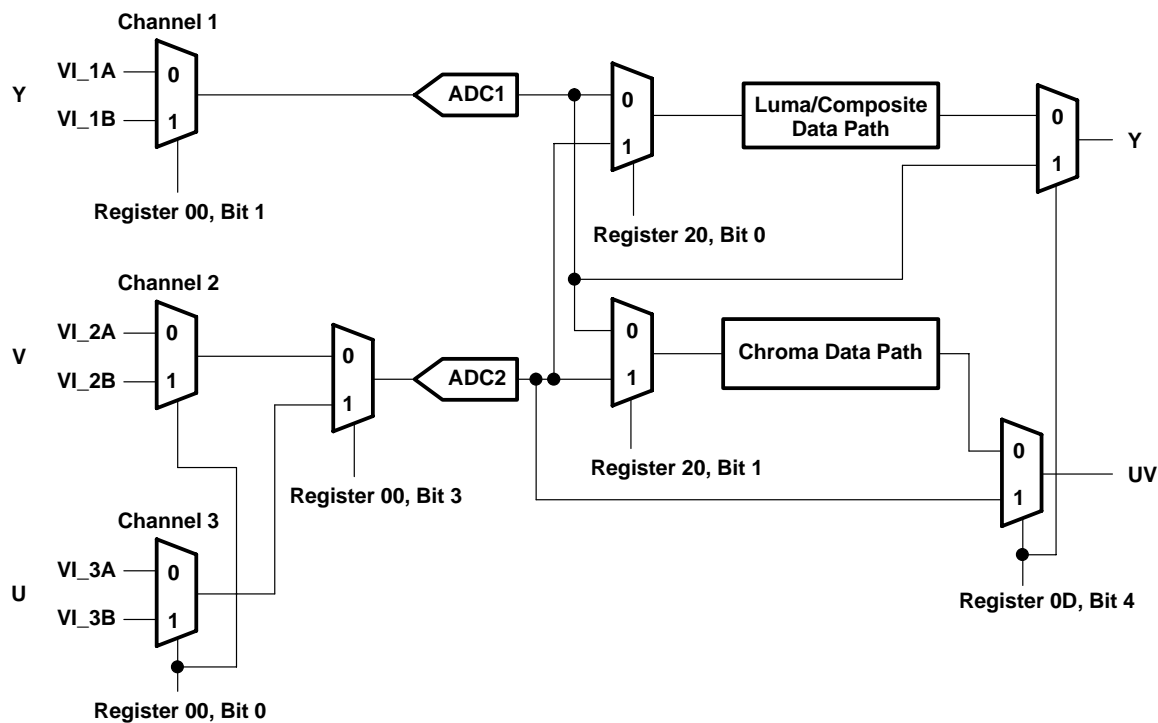 Channel 1
VI_1A
0
Y
VI_1B
1
Register 00, Bit 1
ADC1
0
1
Register 20, Bit 0
Luma/Composite
Data Path
0
1
Y
Channel 2
VI_2A
0
V
VI_2B
1
0
1
Register 00, Bit 3
ADC2
0
1
Register 20, Bit 1
Chroma Data Path
0
1
UV
Register 0D, Bit 4
Channel 3
VI_3A
0
U
VI_3B
1
Register 00, Bit 0